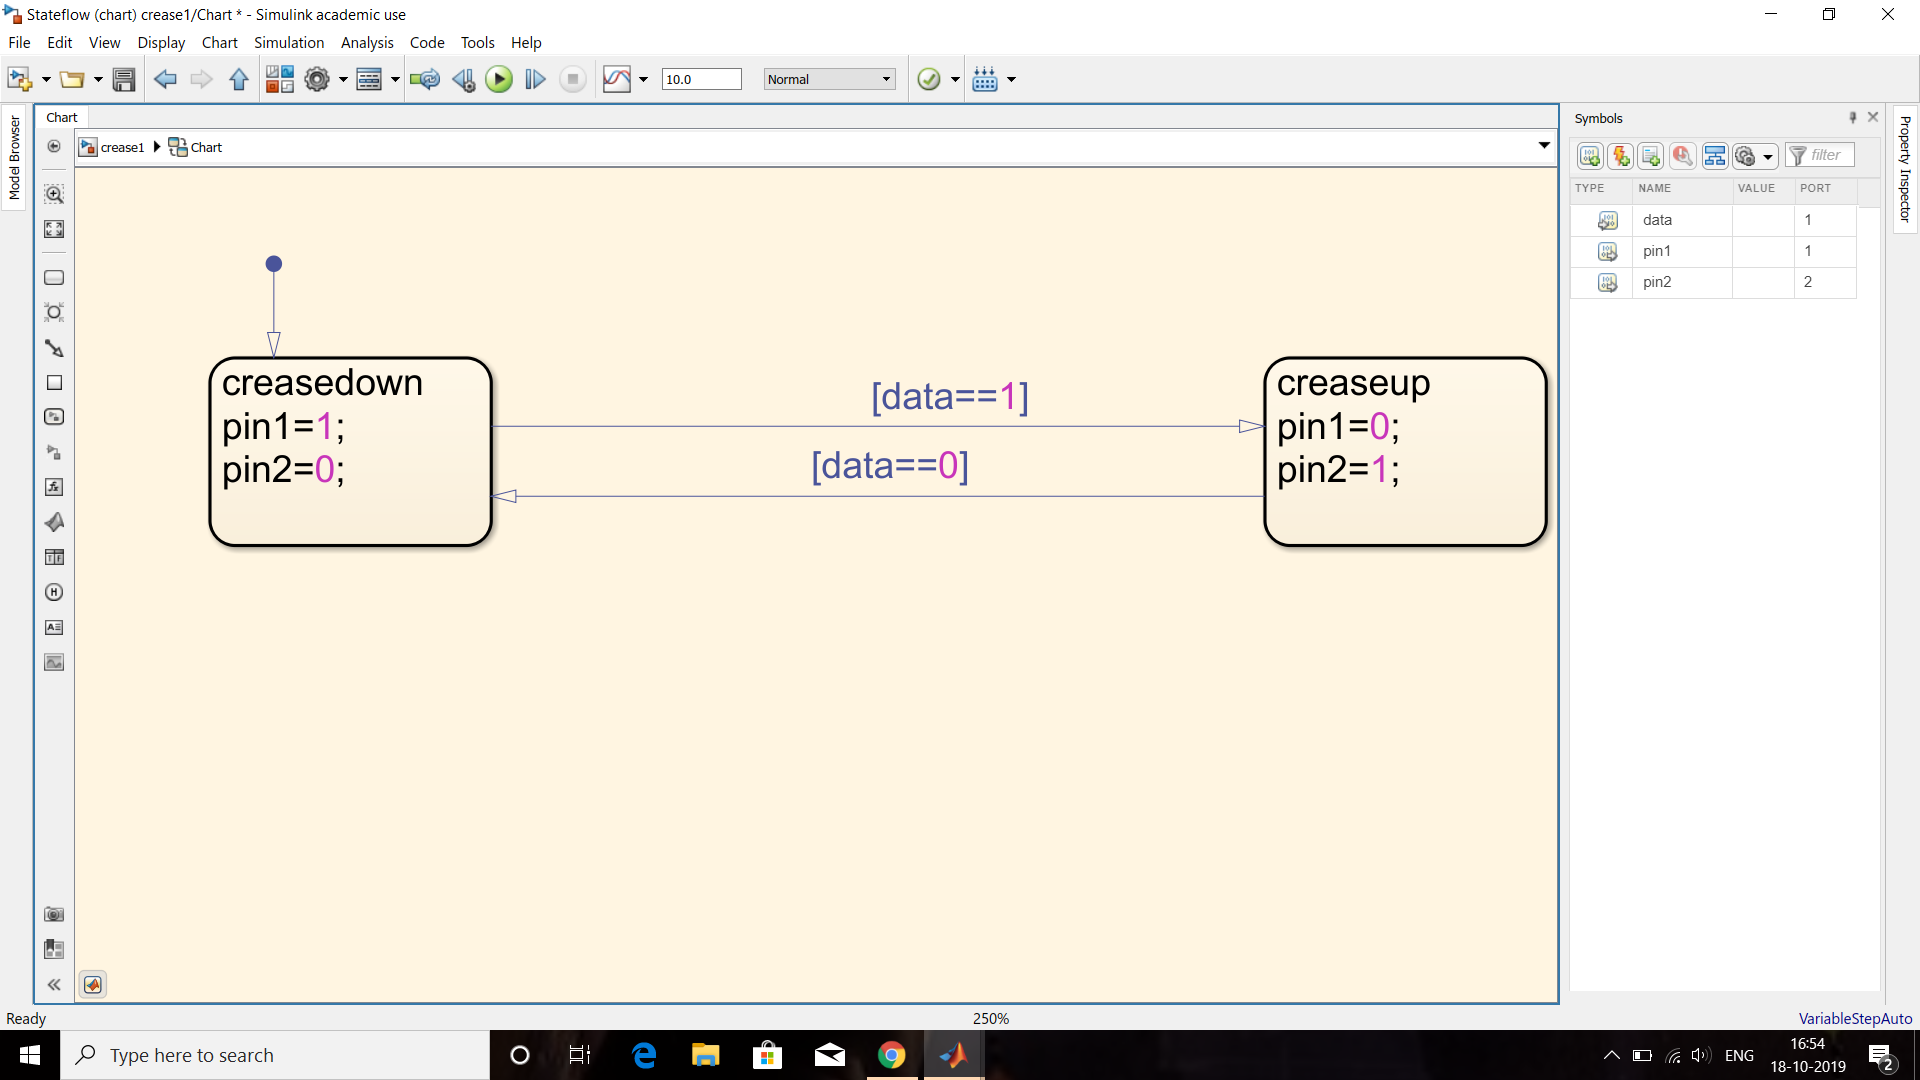 Stateflow (chart) crease1/Chart * - Simulink academic use
File Edit View Display Chart Simulation Analysis Code Tools Help
10.0 Normal
Model Browser
Chart
crease1 Chart
creasedown
pin1=1;
pin2=0;
[data==1]
[data==0]
creaseup
pin1=0;
pin2=1;
Symbols
filter
TYPE NAME VALUE PORT
data 1
pin1 1
pin2 2
Property Inspector
Ready 250% VariableStepAuto
Type here to search
ENG
16:54
18-10-2019
2